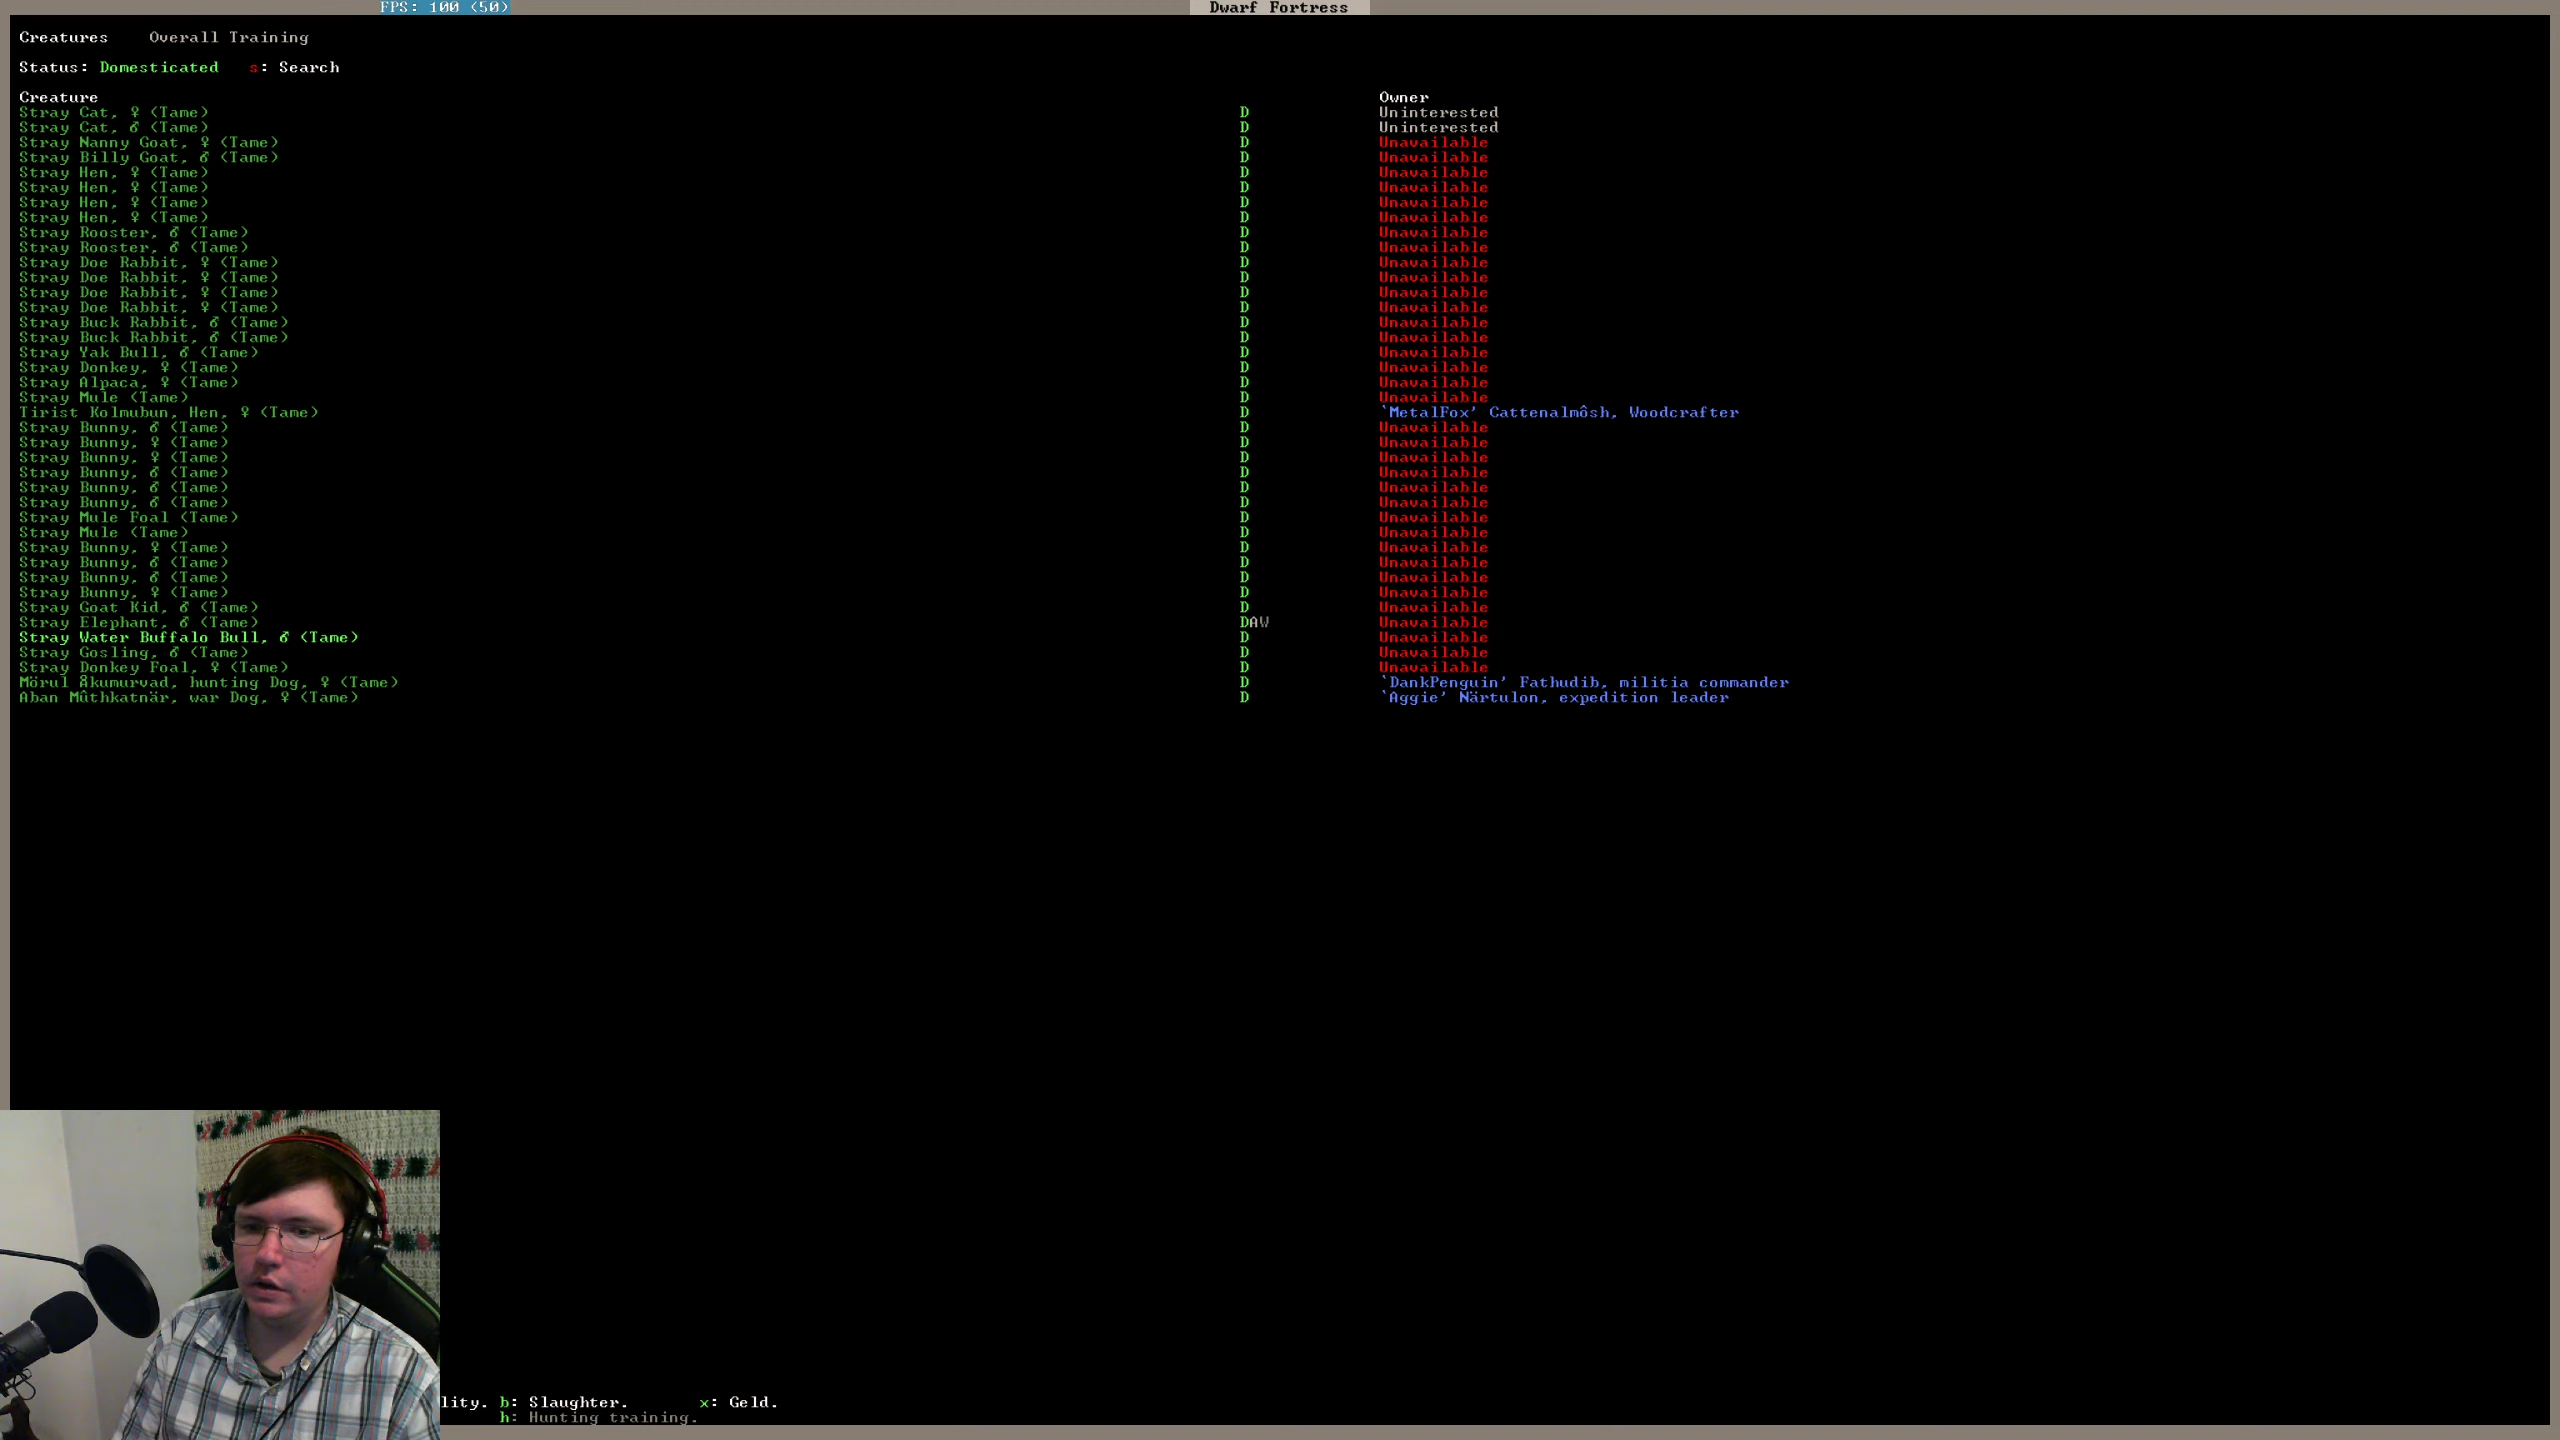 FPS: 100 (50) Dwarf Fortress
Creatures Overall Training
Status: Domesticated s: Search
Creature Owner
Stray Cat, ♀ (Tame) D Uninterested
Stray Cat, ♂ (Tame) D Uninterested
Stray Nanny Goat, ♀ (Tame) D Unavailable
Stray Billy Goat, ♂ (Tame) D Unavailable
Stray Hen, ♀ (Tame) D Unavailable
Stray Hen, ♀ (Tame) D Unavailable
Stray Hen, ♀ (Tame) D Unavailable
Stray Hen, ♀ (Tame) D Unavailable
Stray Rooster, ♂ (Tame) D Unavailable
Stray Rooster, ♂ (Tame) D Unavailable
Stray Doe Rabbit, ♀ (Tame) D Unavailable
Stray Doe Rabbit, ♀ (Tame) D Unavailable
Stray Doe Rabbit, ♀ (Tame) D Unavailable
Stray Doe Rabbit, ♀ (Tame) D Unavailable
Stray Buck Rabbit, ♂ (Tame) D Unavailable
Stray Buck Rabbit, ♂ (Tame) D Unavailable
Stray Yak Bull, ♂ (Tame) D Unavailable
Stray Donkey, ♀ (Tame) D Unavailable
Stray Alpaca, ♀ (Tame) D Unavailable
Stray Mule (Tame) D Unavailable
Tirist Kolmubun, Hen, ♀ (Tame) D `MetalFox' Cattenalmôsh, Woodcrafter
Stray Bunny, ♂ (Tame) D Unavailable
Stray Bunny, ♀ (Tame) D Unavailable
Stray Bunny, ♀ (Tame) D Unavailable
Stray Bunny, ♂ (Tame) D Unavailable
Stray Bunny, ♂ (Tame) D Unavailable
Stray Bunny, ♂ (Tame) D Unavailable
Stray Mule Foal (Tame) D Unavailable
Stray Mule (Tame) D Unavailable
Stray Bunny, ♀ (Tame) D Unavailable
Stray Bunny, ♂ (Tame) D Unavailable
Stray Bunny, ♂ (Tame) D Unavailable
Stray Bunny, ♀ (Tame) D Unavailable
Stray Goat Kid, ♂ (Tame) D Unavailable
Stray Elephant, ♂ (Tame) DAW Unavailable
Stray Water Buffalo Bull, ♂ (Tame) D Unavailable
Stray Gosling, ♂ (Tame) D Unavailable
Stray Donkey Foal, ♀ (Tame) D Unavailable
Mörul Åkumurvad, hunting Dog, ♀ (Tame) D `DankPenguin' Fathudib, militia commander
Aban Mûthkatnär, war Dog, ♀ (Tame) D `Aggie' Närtulon, expedition leader
lity. b: Slaughter. x: Geld.
h: Hunting training.